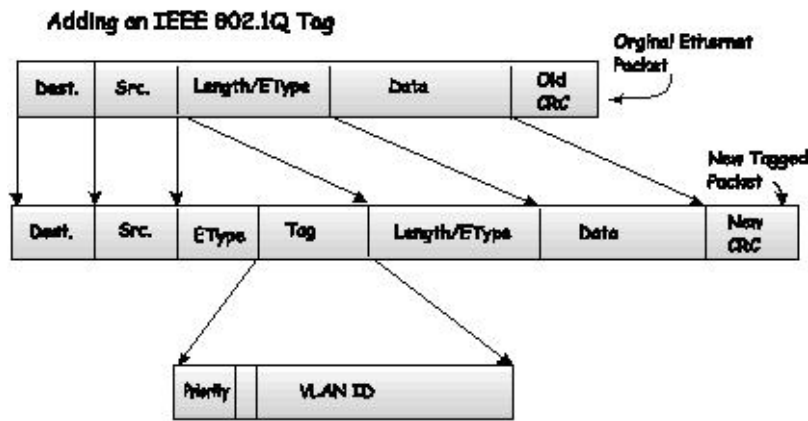 Adding an IEEE 802.1Q Tag
Orginal Ethernet
Packet
Dest. Src. Length/EType Data Old
CRC
New Tagged
Packet
Dest. Src. EType Tag Length/EType Data New
CRC
Priority VLAN ID